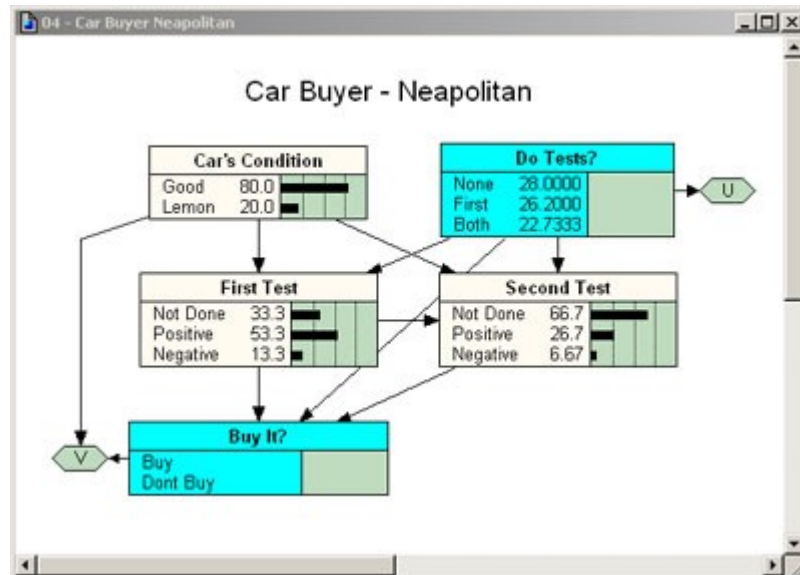 04 - Car Buyer Neapolitan
Car Buyer - Neapolitan
Car's Condition
Good 80.0
Lemon 20.0
Do Tests?
None 28.0000
First 26.2000
Both 22.7333
U
First Test
Not Done 33.3
Positive 53.3
Negative 13.3
Second Test
Not Done 66.7
Positive 26.7
Negative 6.67
Buy It?
Buy
Dont Buy
V